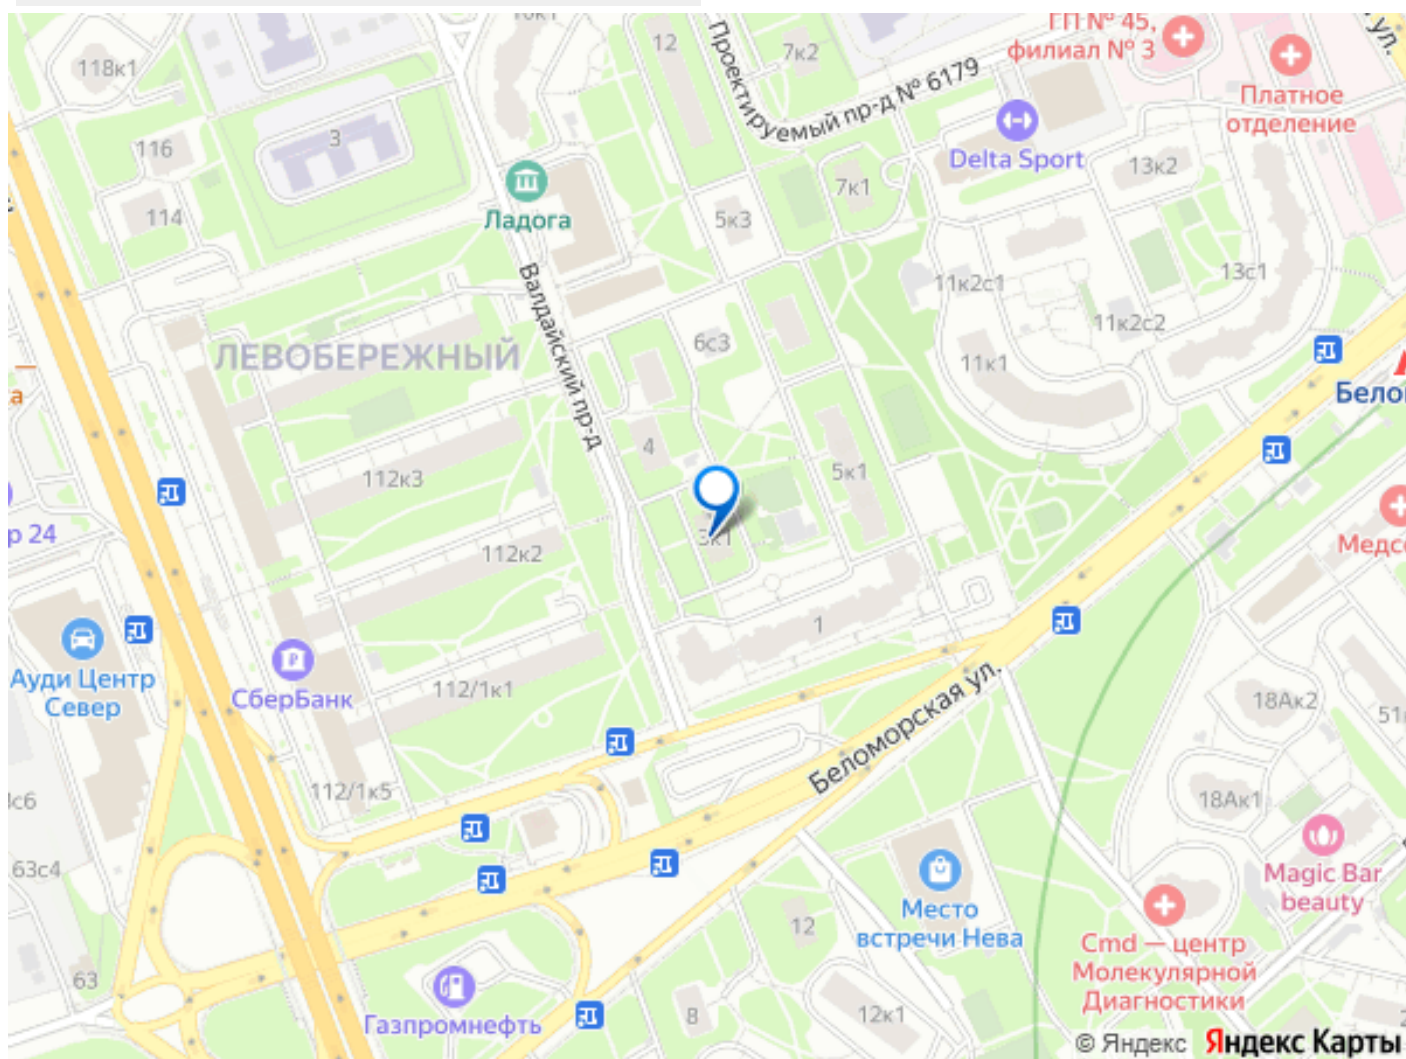 ГП № 45,
филиал № 3
118к1
12
7к2
Проектируемый пр-д № 6179
Платное
отделение
3
116
Delta Sport
13к2
7к1
114
Ладога
5к3
Валдайский пр-д
11к2с1
13с1
11к2с2
6с3
ЛЕВОБЕРЕЖНЫЙ
11к1
4
112к3
5к1
р 24
3к1
112к2
1
Ауди Центр
Север
СберБанк
112/1к1
18Ак2
Беломорская ул.
112/1к5
18Ак1
63с4
Magic Bar
beauty
Место
встречи Нева
12
Cmd — центр
Молекулярной
Диагностики
63
Газпромнефть
8
12к1
© Яндекс Яндекс Карты